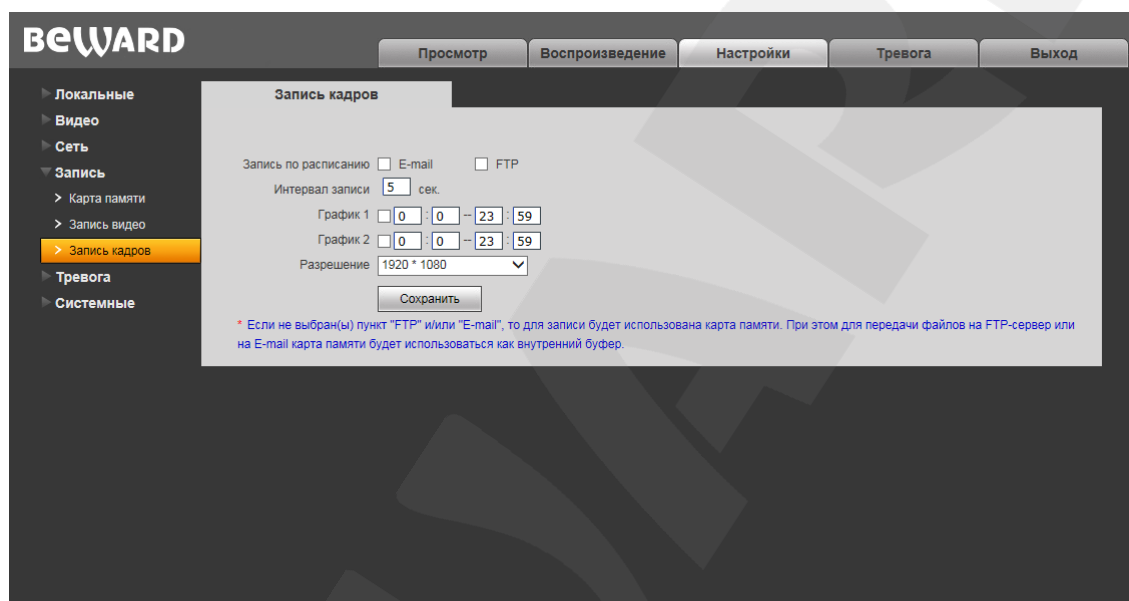 BEWARD
Просмотр Воспроизведение Настройки Тревога Выход
Локальные
Видео
Сеть
Запись
> Карта памяти
> Запись видео
> Запись кадров
Тревога
Системные
Запись кадров
Запись по расписанию E-mail FTP
Интервал записи 5 сек.
График 1 0 : 0 – 23 : 59
График 2 0 : 0 – 23 : 59
Разрешение 1920 * 1080
Сохранить
* Если не выбран(ы) пункт "FTP" и/или "E-mail", то для записи будет использована карта памяти. При этом для передачи файлов на FTP-сервер или
на E-mail карта памяти будет использоваться как внутренний буфер.